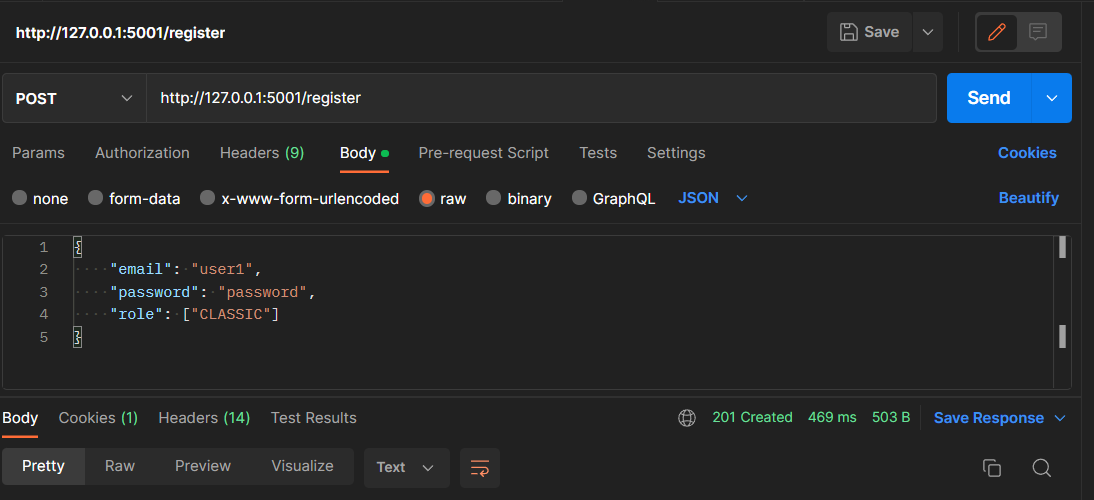 http://127.0.0.1:5001/register
Save
POST
http://127.0.0.1:5001/register
Send
Params Authorization Headers (9) Body Pre-request Script Tests Settings Cookies
none form-data x-www-form-urlencoded raw binary GraphQL JSON Beautify
1 {
2 "email": "user1",
3 "password": "password",
4 "role": ["CLASSIC"]
5 }
Body Cookies (1) Headers (14) Test Results 201 Created 469 ms 503 B Save Response
Pretty Raw Preview Visualize Text